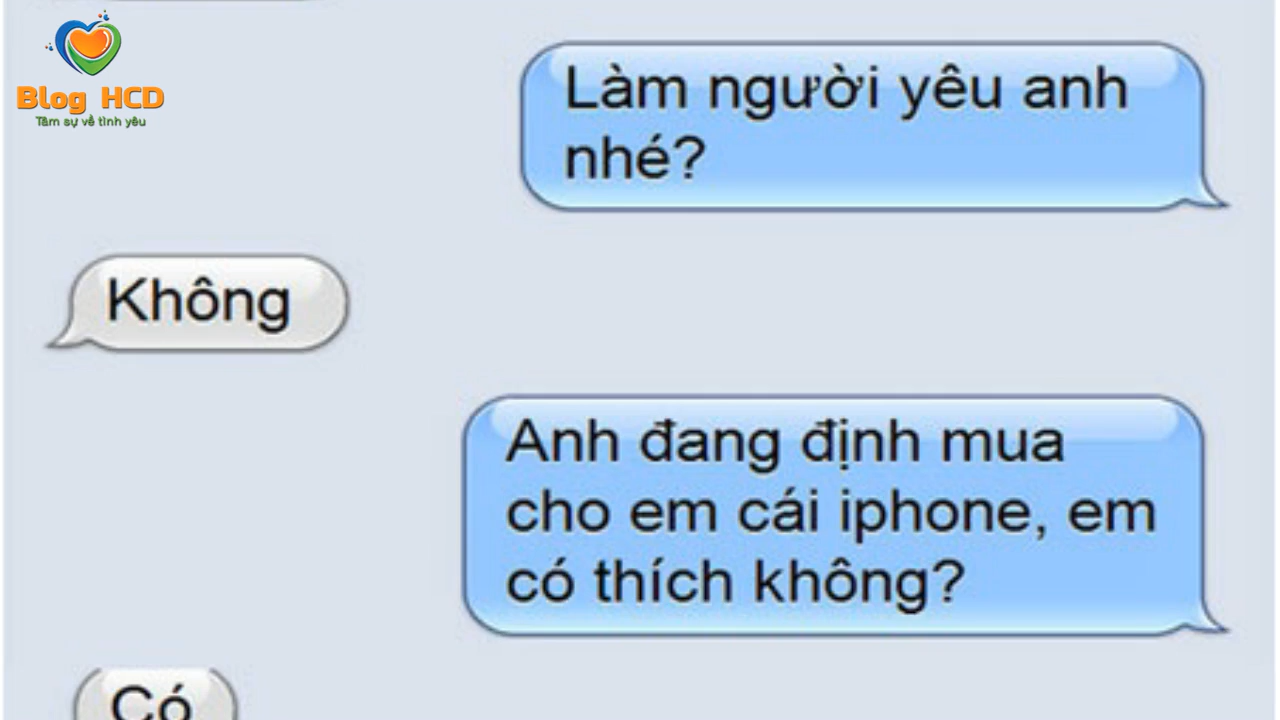 Blog HCD
Tâm sự về tình yêu
Làm người yêu anh
nhé?
Không
Anh đang định mua
cho em cái iphone, em
có thích không?
Có